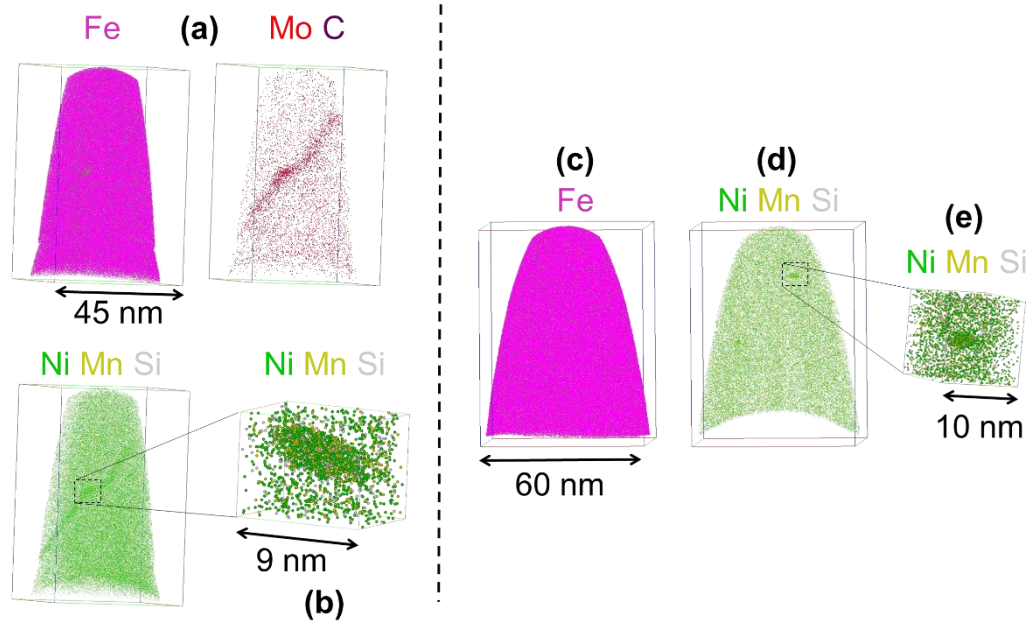 Fe (a) Mo C
45 nm
Ni Mn Si Ni Mn Si
9 nm
(b)
(c) (d)
Fe Ni Mn Si
(e)
Ni Mn Si
10 nm
60 nm